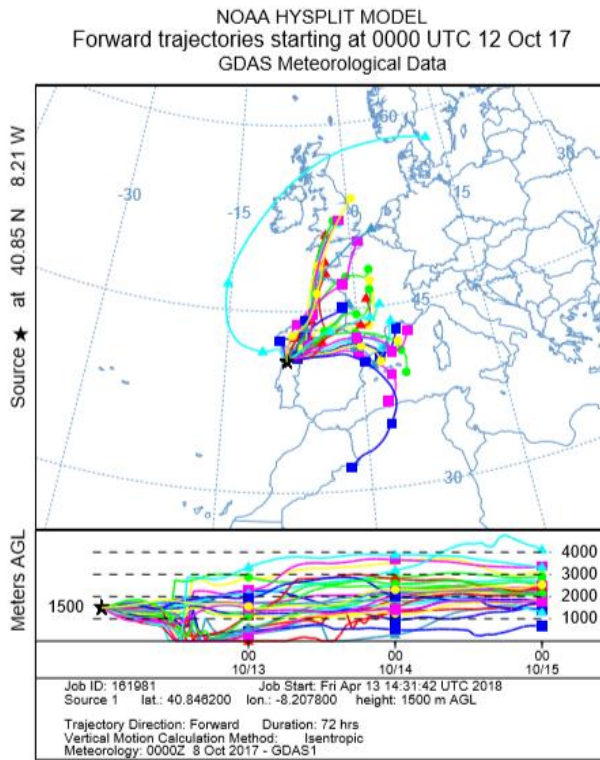 NOAA HYSPLIT MODEL
Forward trajectories starting at 0000 UTC 12 Oct 17
GDAS Meteorological Data
Source ★ at 40.85 N 8.21 W
60
-30
-15
0
15
30
45
30
Meters AGL
1500
4000
3000
2000
1000
00 00 00
10/13 10/14 10/15
Job ID: 161981 Job Start: Fri Apr 13 14:31:42 UTC 2018
Source 1 lat.: 40.846200 lon.: -8.207800 height: 1500 m AGL
Trajectory Direction: Forward Duration: 72 hrs
Vertical Motion Calculation Method: Isentropic
Meteorology: 0000Z 8 Oct 2017 - GDAS1